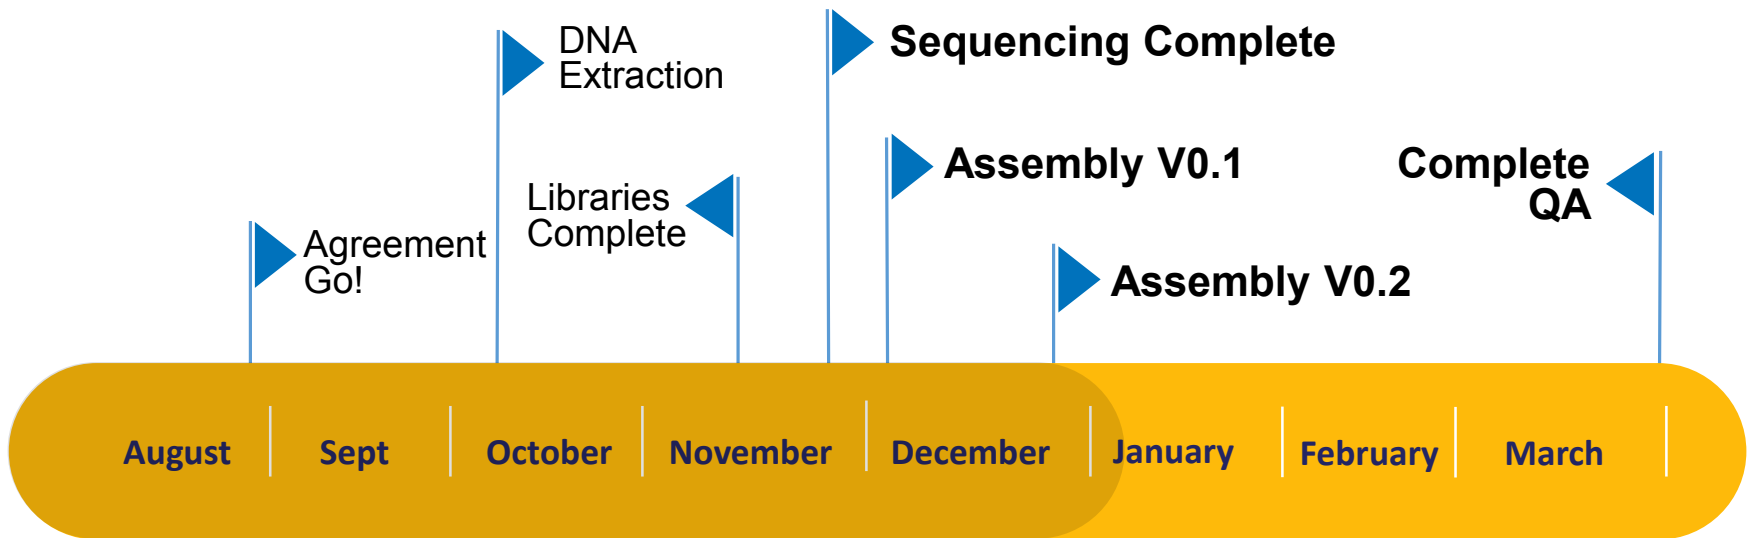 DNA
Extraction
Sequencing Complete
Assembly V0.1
Complete
QA
Libraries
Complete
Agreement
Go!
Assembly V0.2
August
Sept
October
November
December
January
February
March